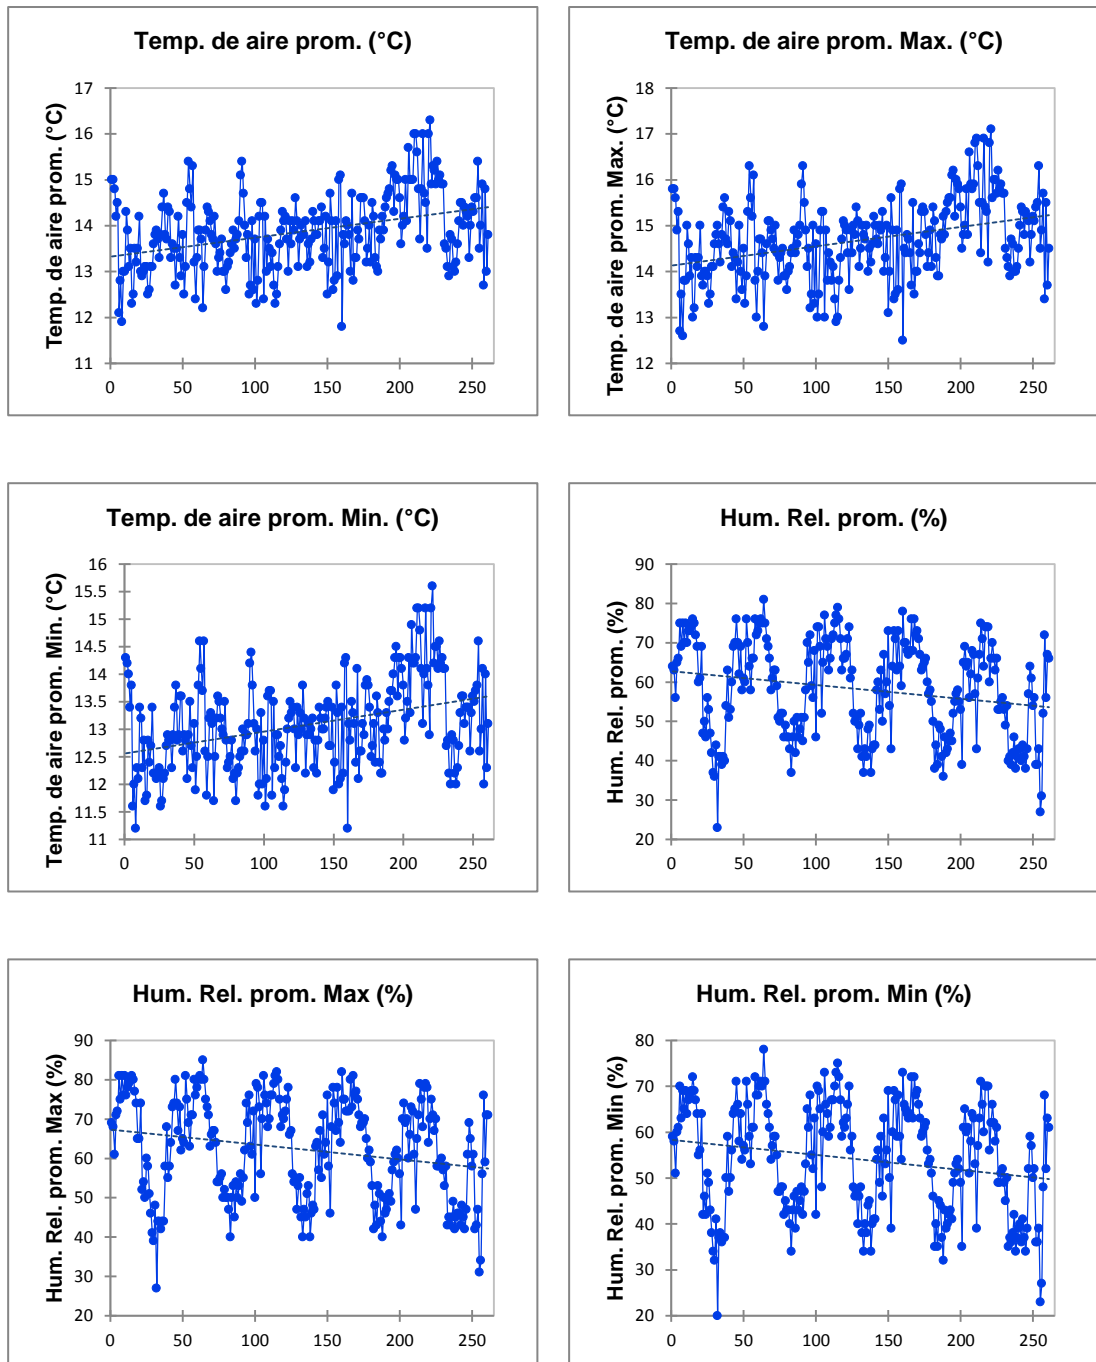 Temp. de aire prom. (°C)
Temp. de aire prom. (°C)
17
16
15
14
13
12
11
0 50 100 150 200 250
Temp. de aire prom. Max. (°C)
Temp. de aire prom. Max. (°C)
18
17
16
15
14
13
12
0 50 100 150 200 250
Temp. de aire prom. Min. (°C)
Temp. de aire prom. Min. (°C)
16
15.5
15
14.5
14
13.5
13
12.5
12
11.5
11
0 50 100 150 200 250
Hum. Rel. prom. (%)
Hum. Rel. prom. (%)
90
80
70
60
50
40
30
20
0 50 100 150 200 250
Hum. Rel. prom. Max (%)
Hum. Rel. prom. Max (%)
90
80
70
60
50
40
30
20
0 50 100 150 200 250
Hum. Rel. prom. Min (%)
Hum. Rel. prom. Min (%)
80
70
60
50
40
30
20
0 50 100 150 200 250